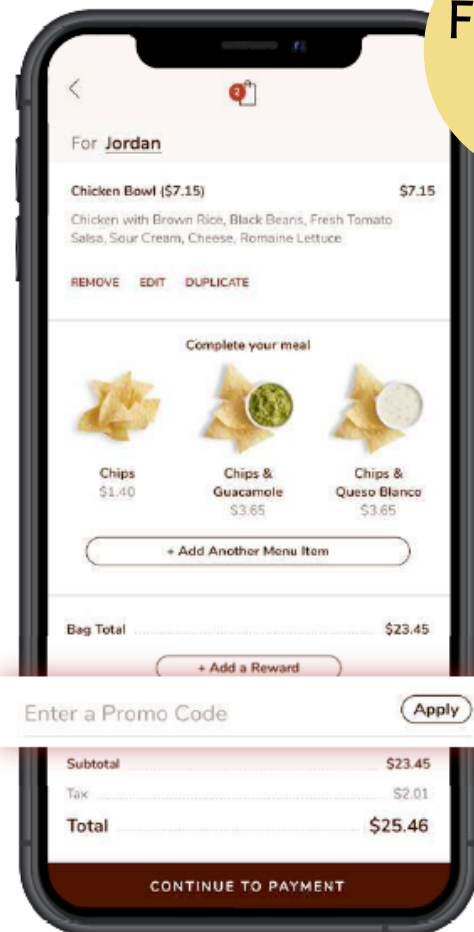 F
2
For Jordan
Chicken Bowl ($7.15) $7.15
Chicken with Brown Rice, Black Beans, Fresh Tomato
Salsa, Sour Cream, Cheese, Romaine Lettuce
REMOVE EDIT DUPLICATE
Complete your meal
Chips
$1.40
Chips &
Guacamole
$3.65
Chips &
Queso Blanco
$3.65
+ Add Another Menu Item
Bag Total $23.45
+ Add a Reward
Enter a Promo Code Apply
Subtotal $23.45
Tax $2.01
Total $25.46
CONTINUE TO PAYMENT